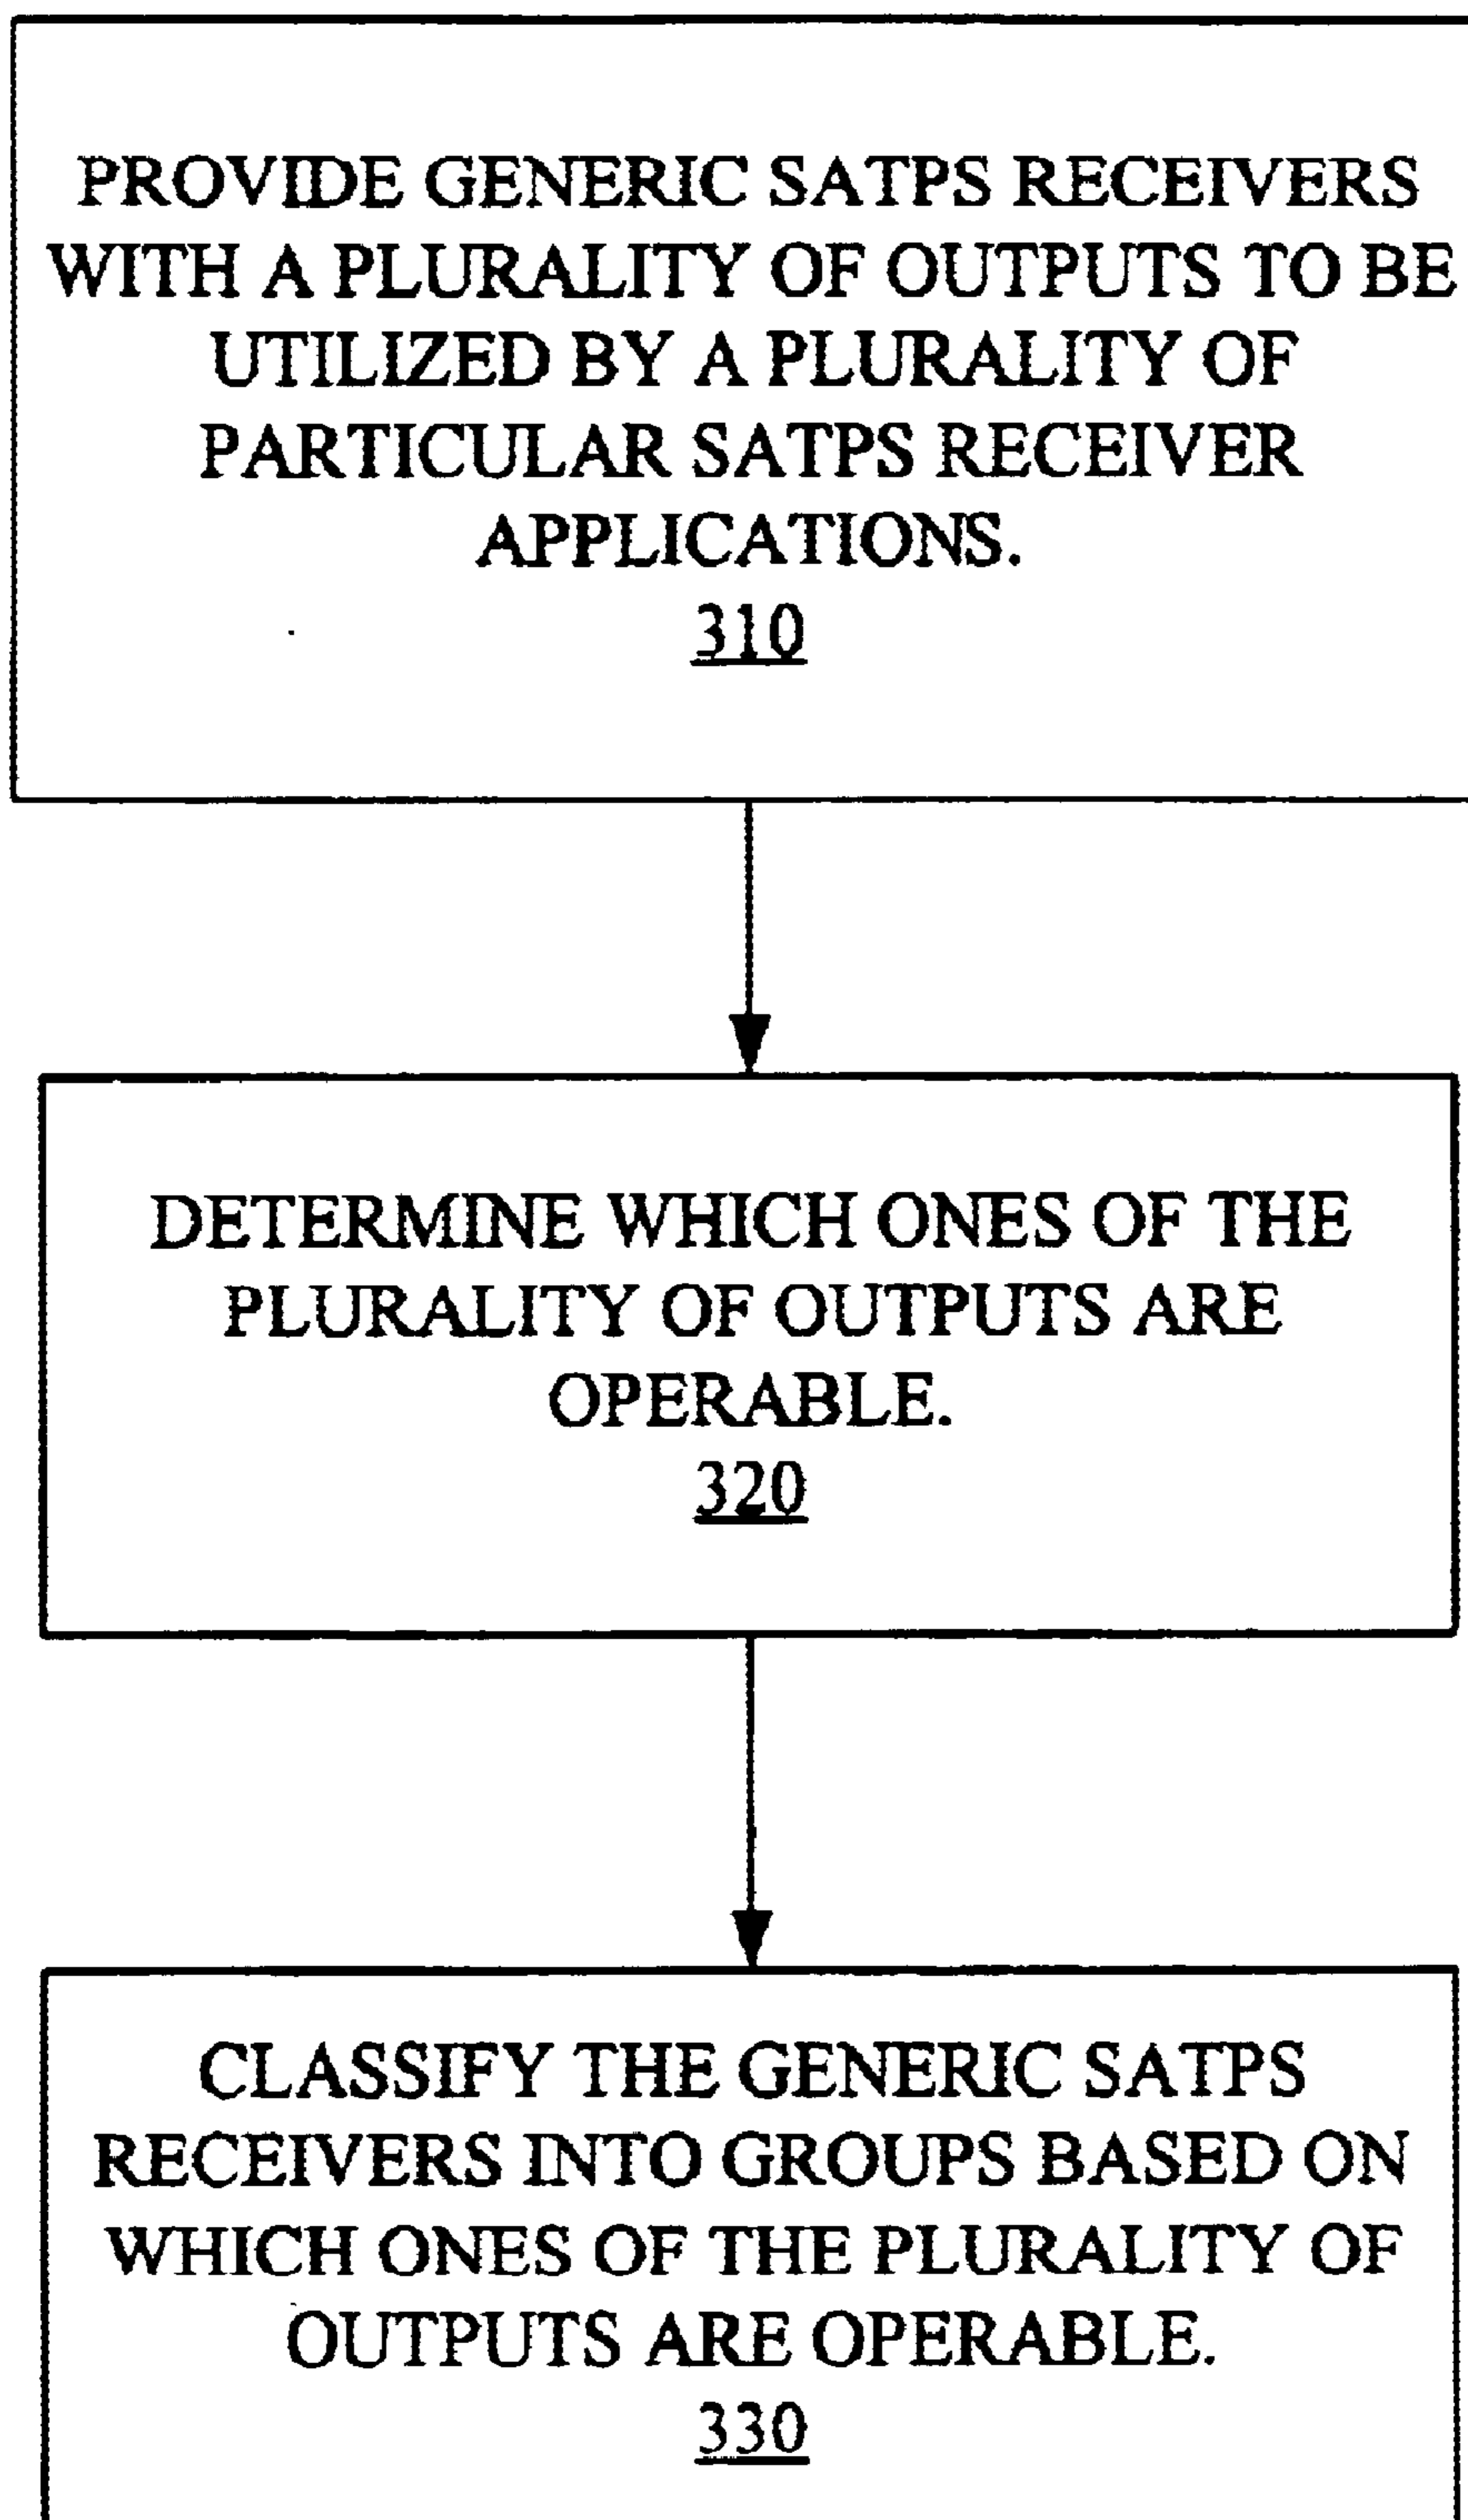 PROVIDE GENERIC SATPS RECEIVERS
WITH A PLURALITY OF OUTPUTS TO BE
UTILIZED BY A PLURALITY OF
PARTICULAR SATPS RECEIVER
APPLICATIONS.
310
DETERMINE WHICH ONES OF THE
PLURALITY OF OUTPUTS ARE
OPERABLE.
320
CLASSIFY THE GENERIC SATPS
RECEIVERS INTO GROUPS BASED ON
WHICH ONES OF THE PLURALITY OF
OUTPUTS ARE OPERABLE.
330